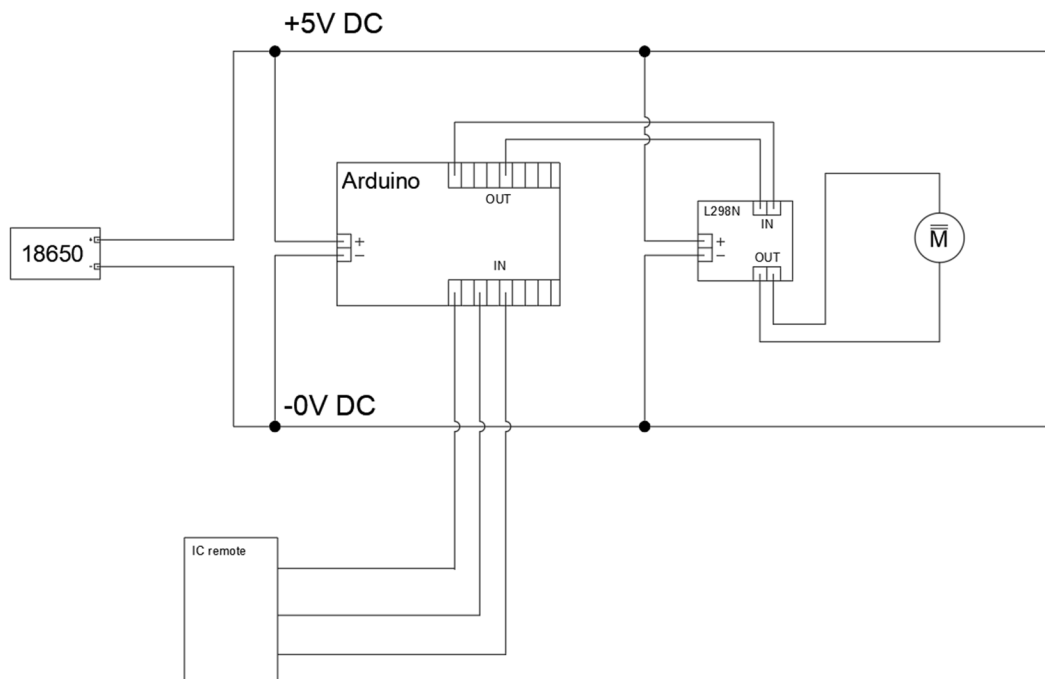 +5V DC
Arduino
OUT
L298N
IN
+
-
18650
+
-
IN
+
-
OUT
M
-0V DC
IC remote